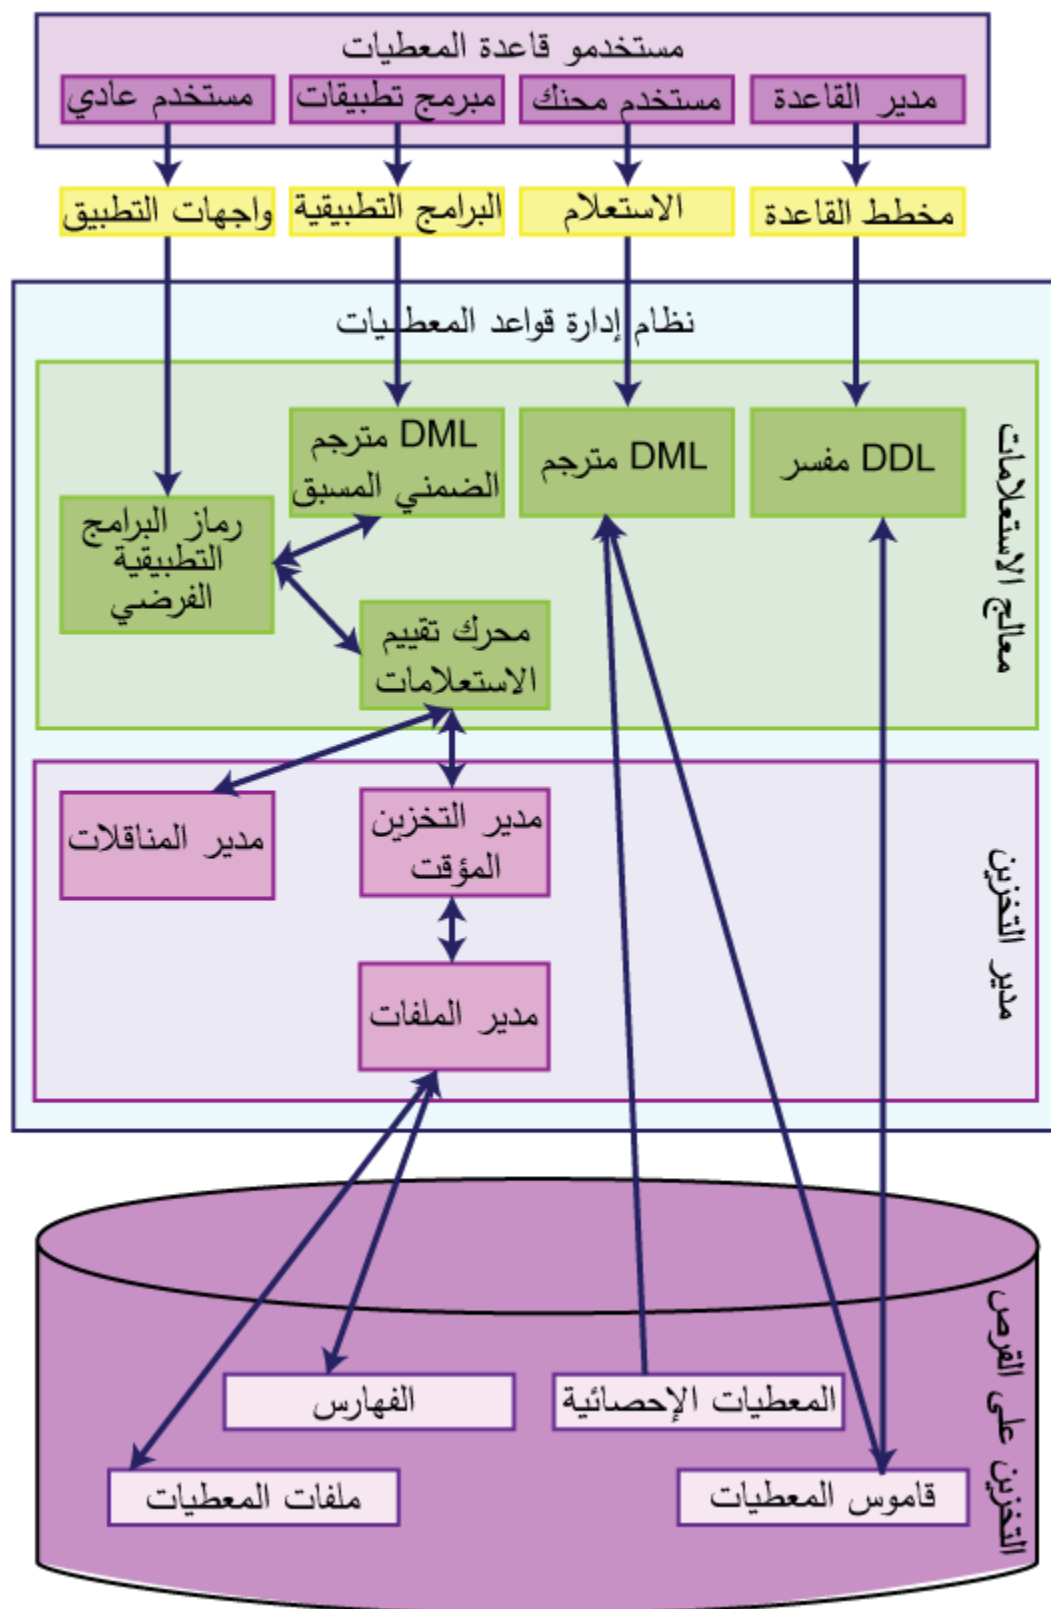 مستخدمو قاعدة المعطيات
مدير القاعدة
مستخدم محنك
مبرمج تطبيقات
مستخدم عادي
مخطط القاعدة
الاستعلام
البرامج التطبيقية
واجهات التطبيق
نظام إدارة قواعد المعطيات
معالج الاستعلامات
مفسر DDL
مترجم DML
مترجم DML
الضمني المسبق
رماز البرامج
التطبيقية
الفرضي
محرك تقييم
الاستعلامات
مدير التخزين
مدير التخزين
المؤقت
مدير المناقلات
مدير الملفات
التخزين على القرص
المعطيات الإحصائية
الفهارس
قاموس المعطيات
ملفات المعطيات